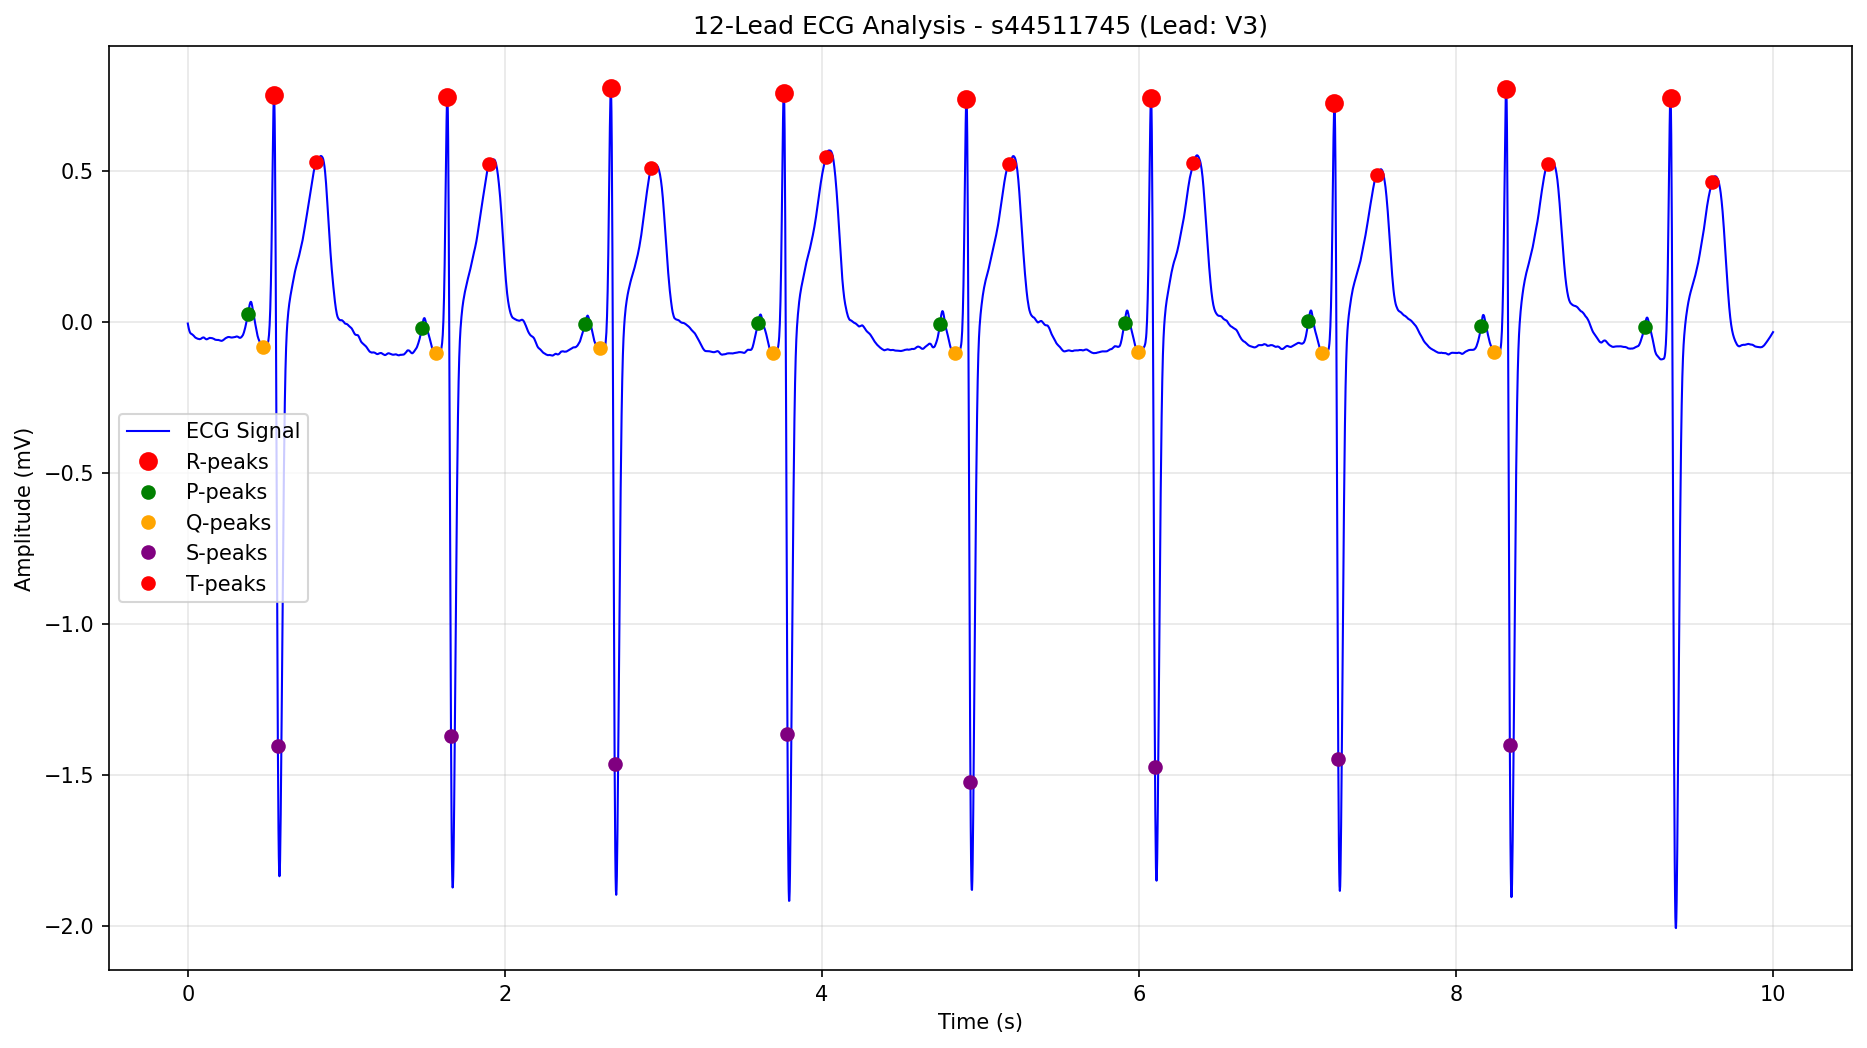 12-Lead ECG Analysis - s44511745 (Lead: V3)
Amplitude (mV)
0.5
0.0
−0.5
−1.0
−1.5
−2.0
ECG Signal
R-peaks
P-peaks
Q-peaks
S-peaks
T-peaks
0 2 4 6 8 10
Time (s)